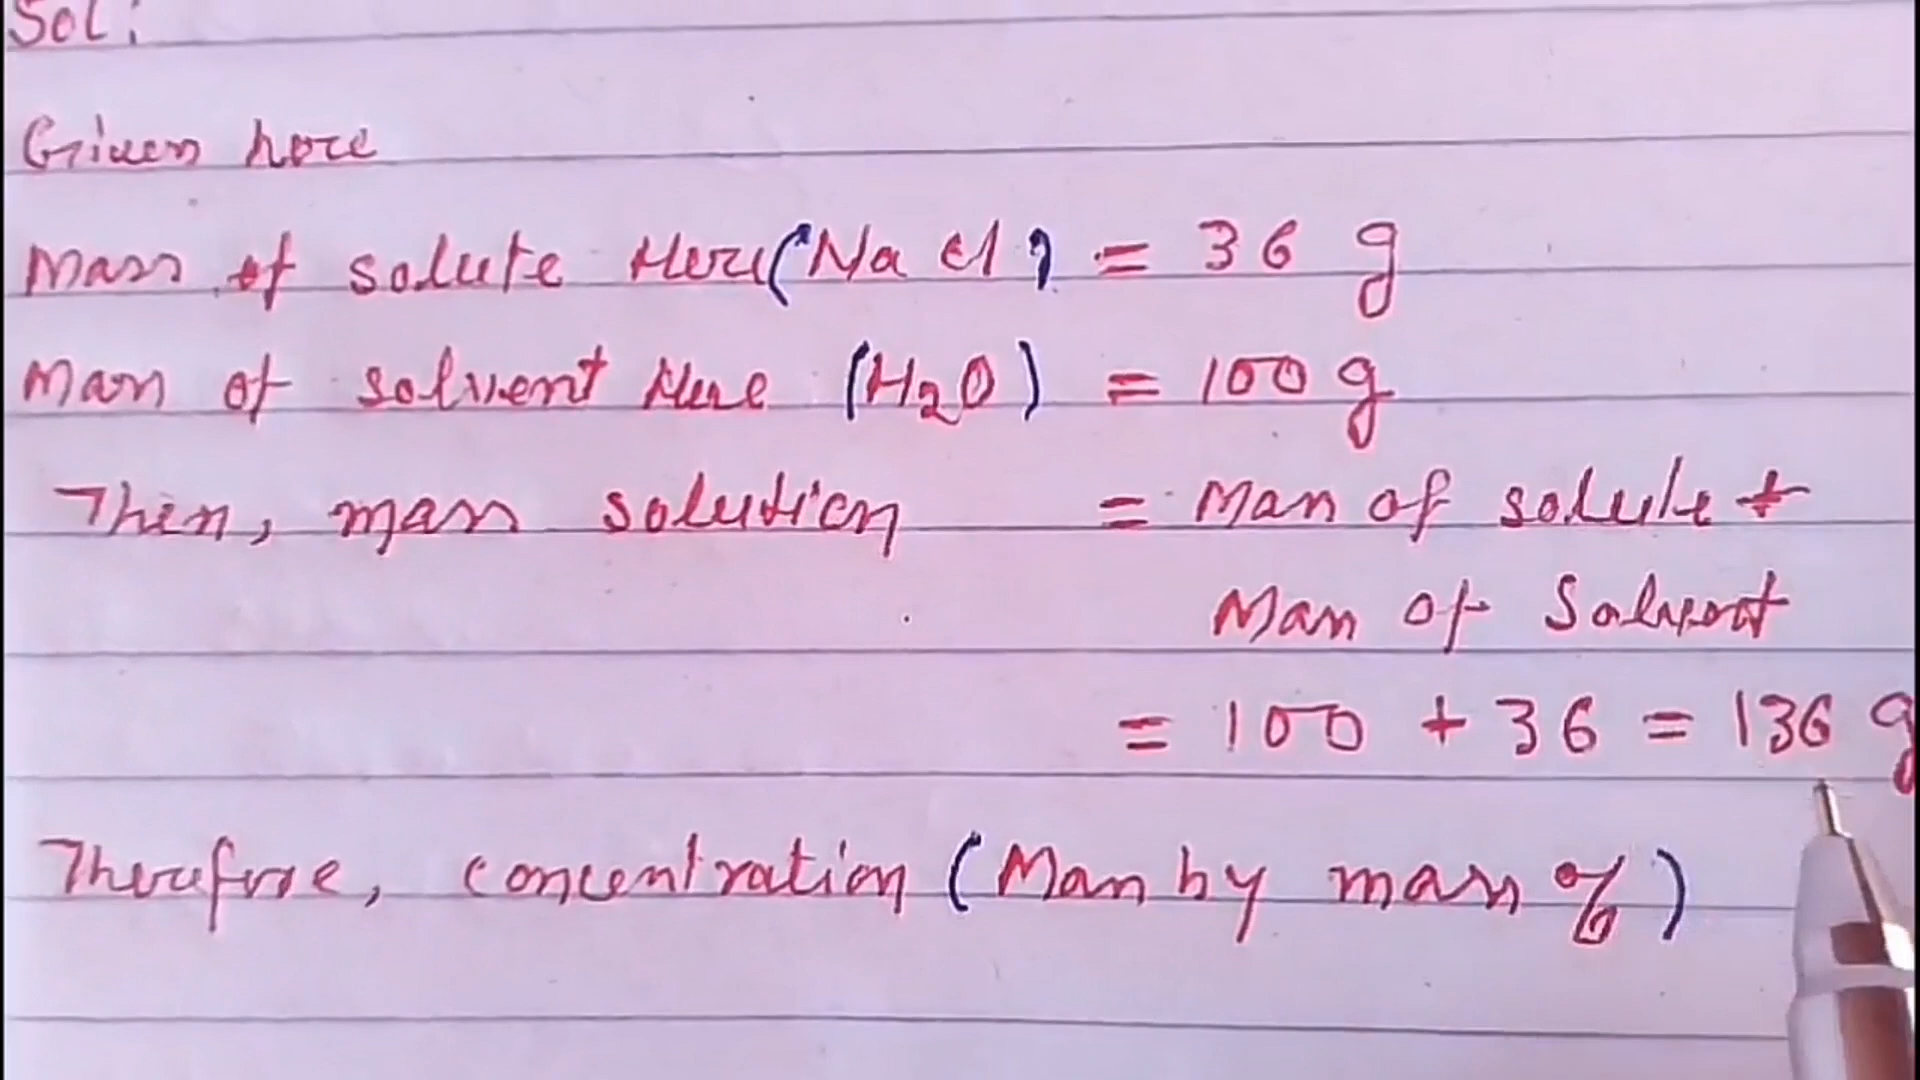 Sol:
Given here
Mass of solute Here (NaCl) = 36 g
Mass of solvent Here (H2O) = 100 g
Then, mass solution = Mass of solute +
Mass of Solvent
= 100 + 36 = 136 g
Therefore, concentration (Mass by mass %)